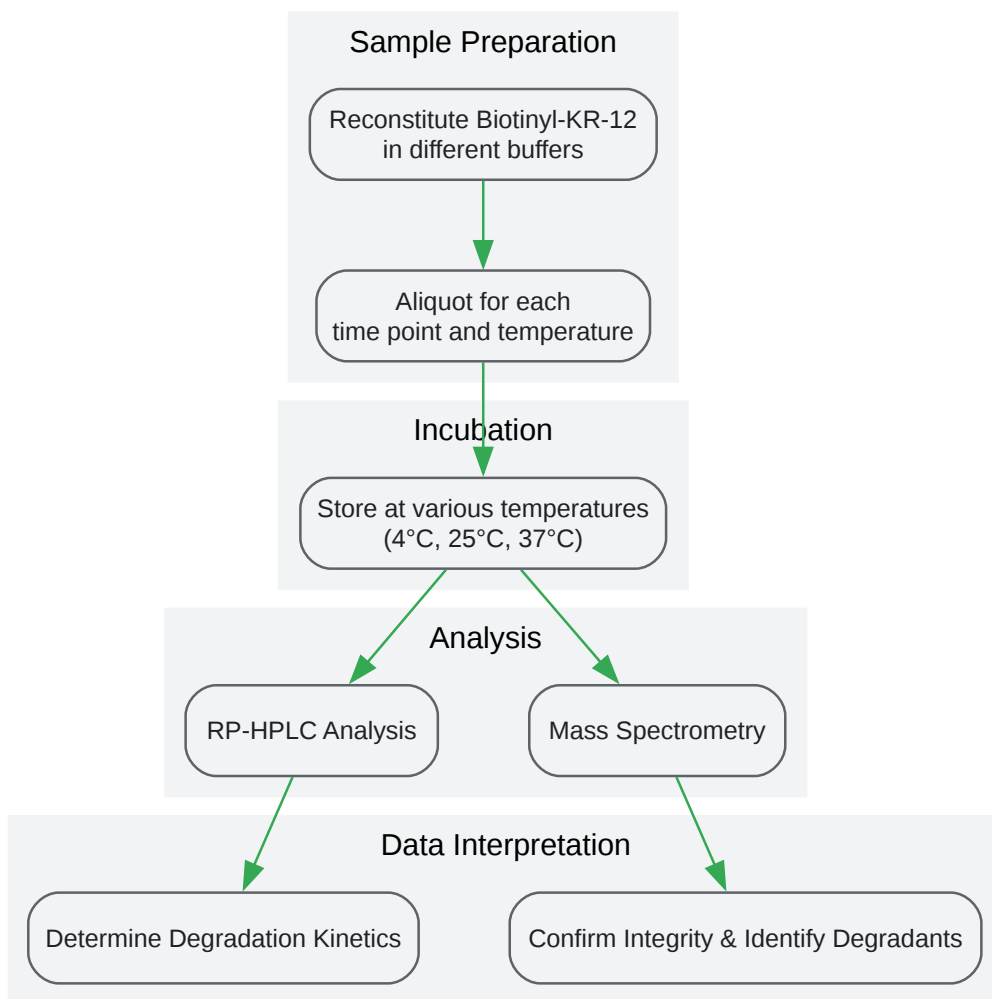 Sample Preparation
Reconstitute Biotinyl-KR-12
in different buffers
Aliquot for each
time point and temperature
Incubation
Store at various temperatures
(4°C, 25°C, 37°C)
Analysis
RP-HPLC Analysis
Mass Spectrometry
Data Interpretation
Determine Degradation Kinetics
Confirm Integrity & Identify Degradants